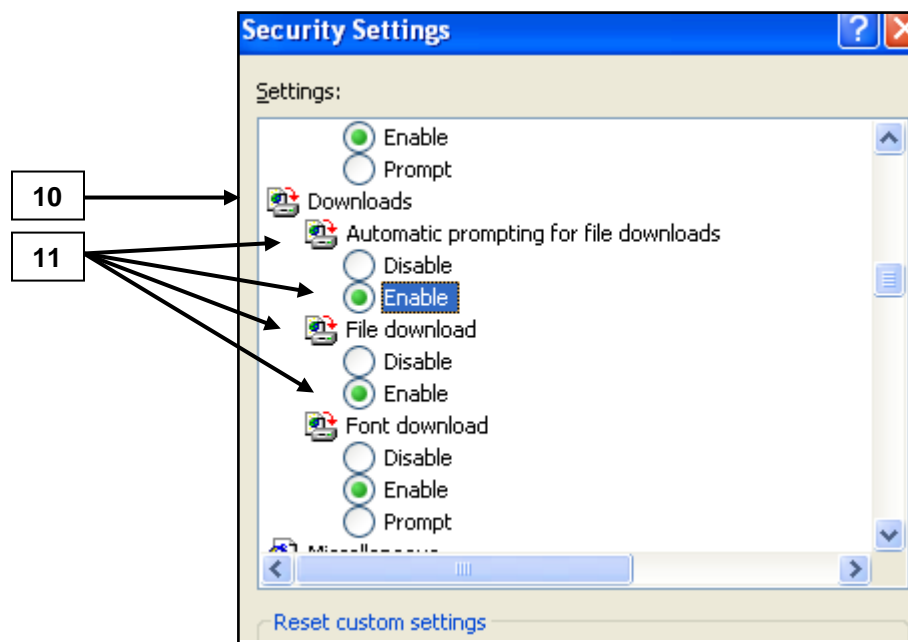 Security Settings
Settings:
Enable
Prompt
10
Downloads
Automatic prompting for file downloads
11
Disable
Enable
File download
Disable
Enable
Font download
Disable
Enable
Prompt
Miscellaneous
Reset custom settings